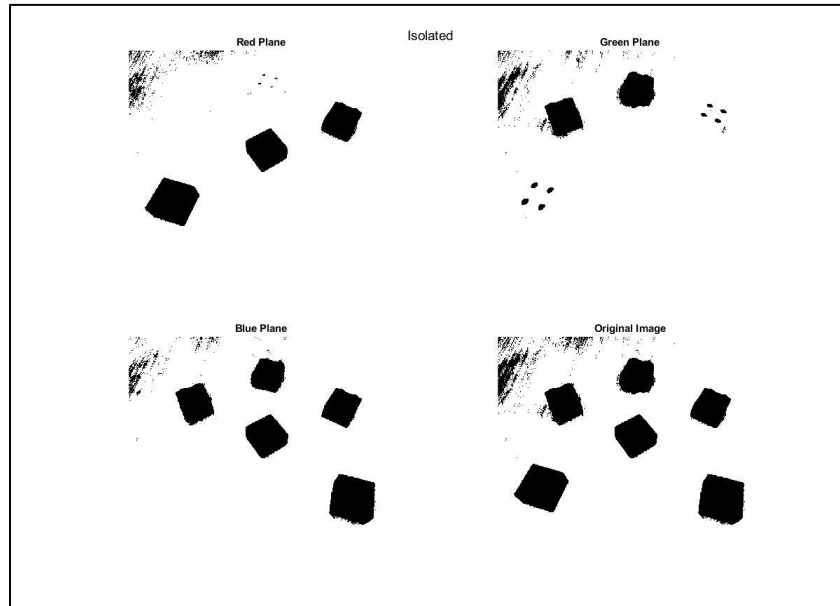 Isolated
Red Plane
Green Plane
Blue Plane
Original Image